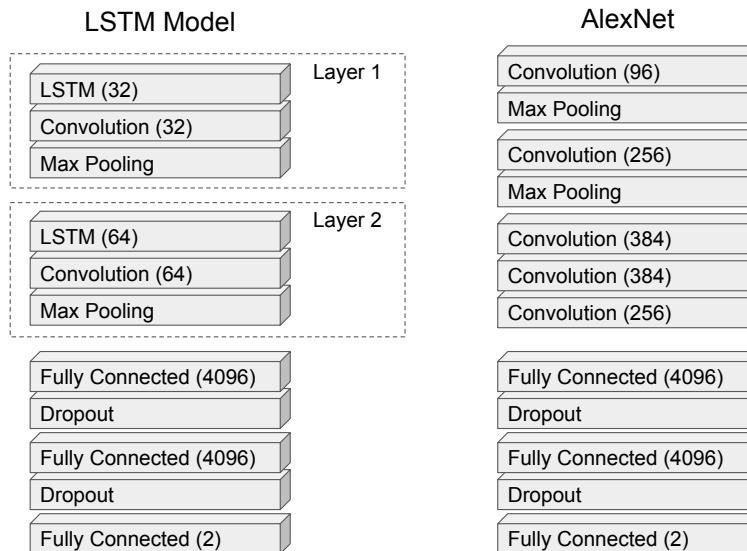 LSTM Model
Layer 1
LSTM (32)
Convolution (32)
Max Pooling
Layer 2
LSTM (64)
Convolution (64)
Max Pooling
Fully Connected (4096)
Dropout
Fully Connected (4096)
Dropout
Fully Connected (2)
AlexNet
Convolution (96)
Max Pooling
Convolution (256)
Max Pooling
Convolution (384)
Convolution (384)
Convolution (256)
Fully Connected (4096)
Dropout
Fully Connected (4096)
Dropout
Fully Connected (2)